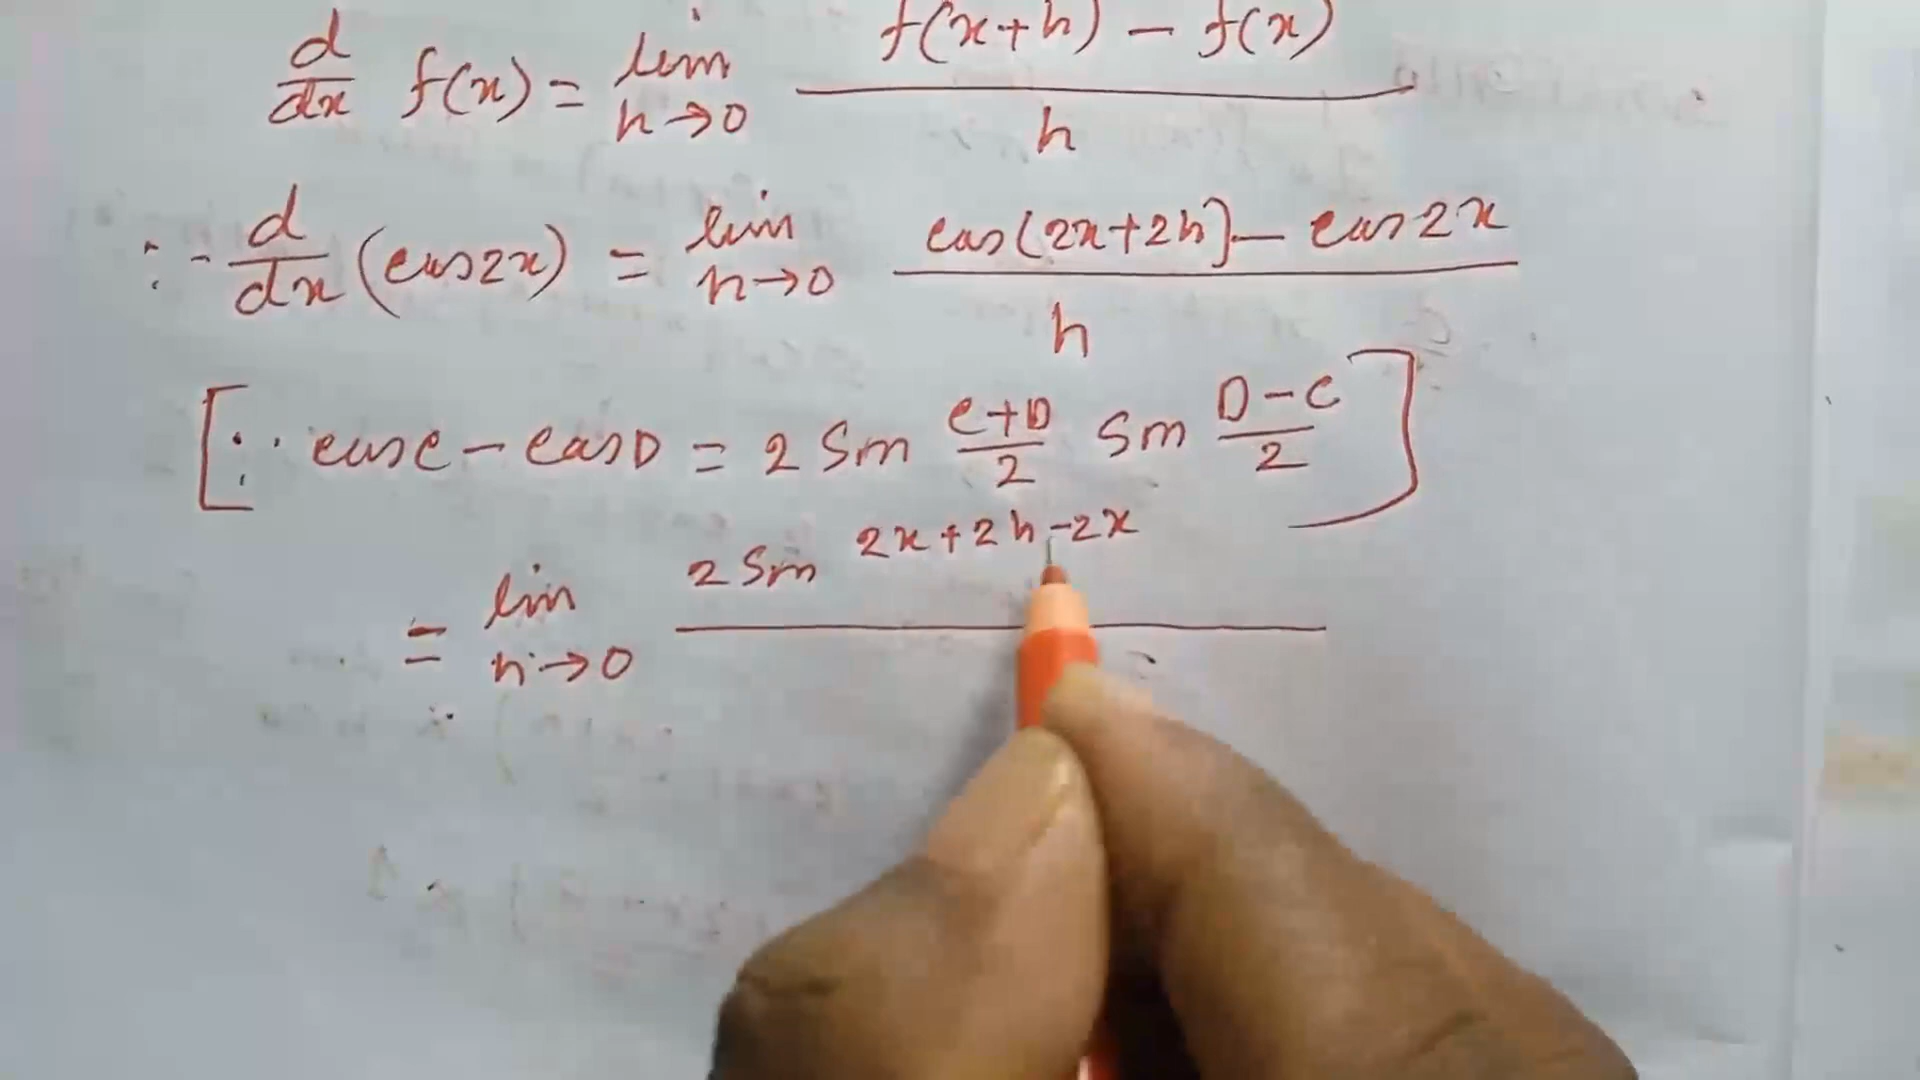 d/dx f(x) = lim h→0 f(x+h) - f(x) / h
∴ d/dx (cos2x) = lim h→0 cos(2x+2h) - cos2x / h
[∵ cosC - cosD = 2 Sin C+D/2 Sin D-C/2]
= lim h→0 2 Sin 2x+2h-2x